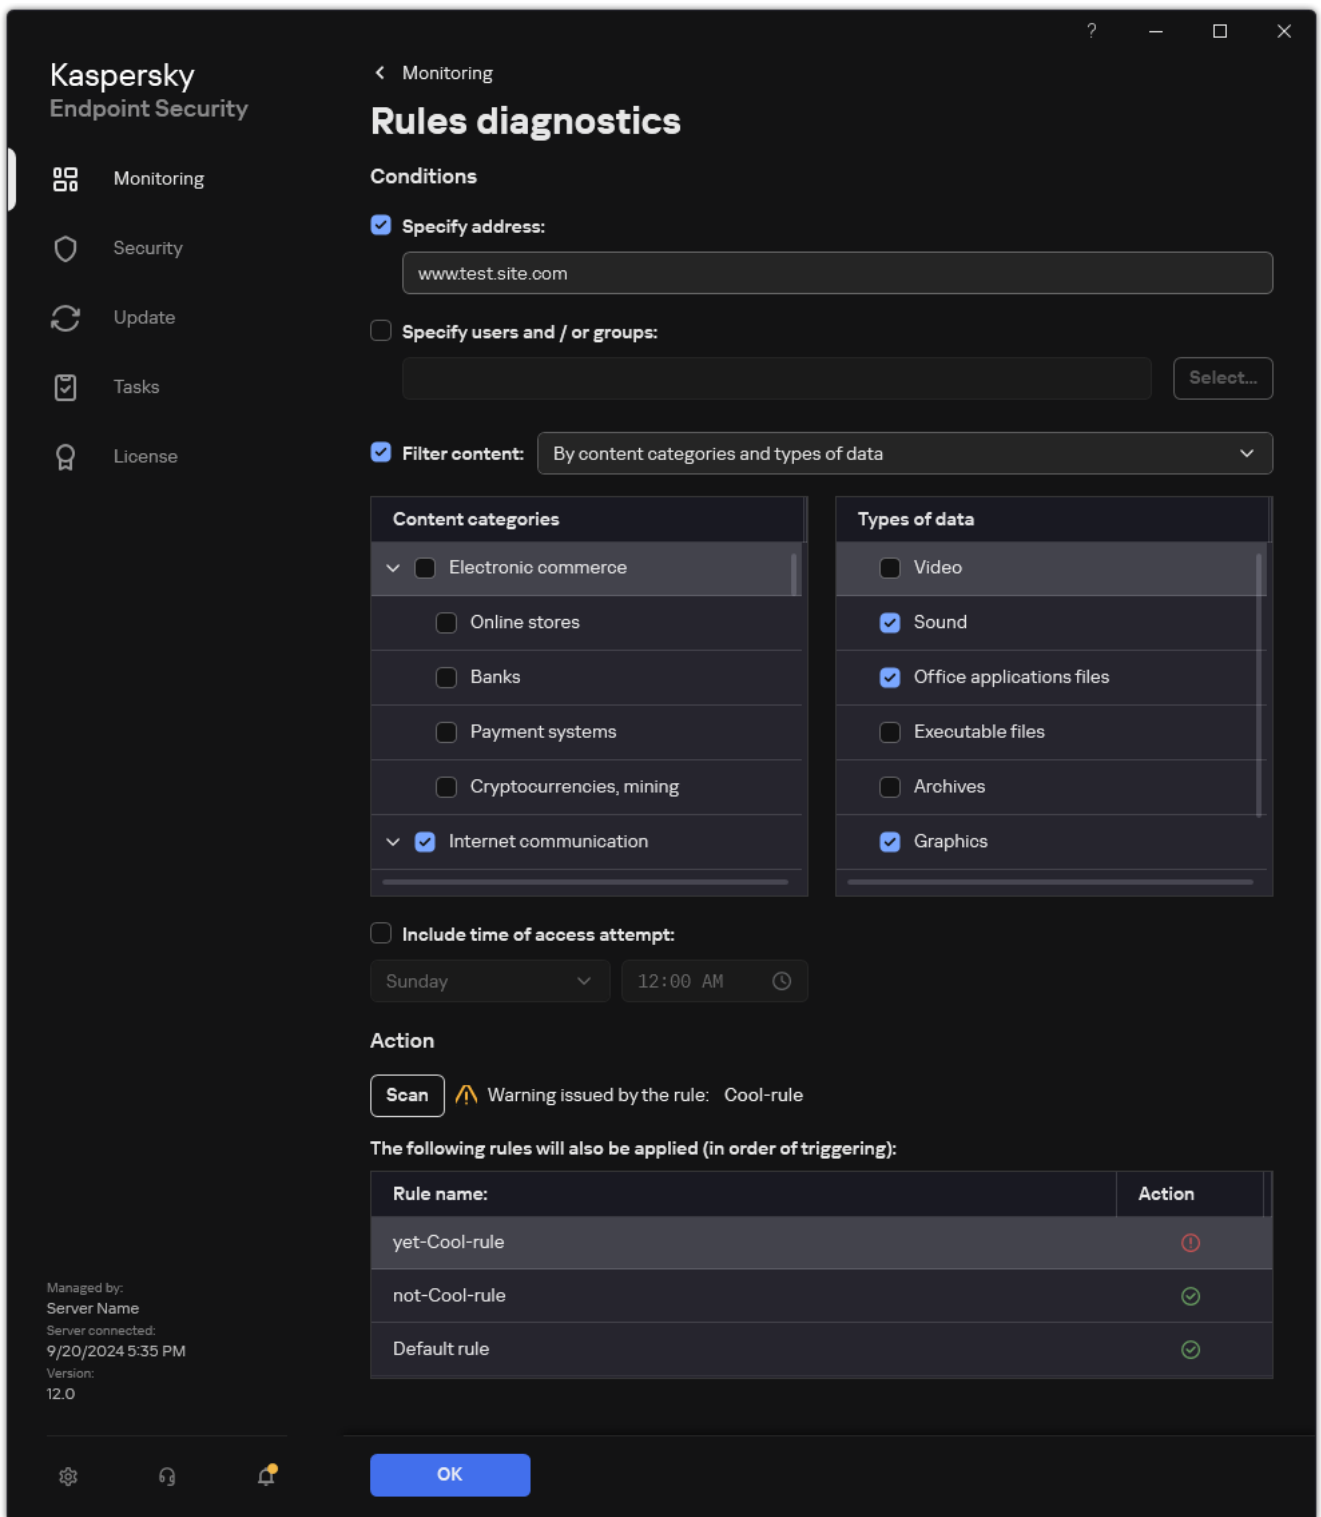 ?
Kaspersky
Endpoint Security
Monitoring
Security
Update
Tasks
License
Managed by:
Server Name
Server connected:
9/20/2024 5:35 PM
Version:
12.0
Monitoring
Rules diagnostics
Conditions
Specify address:
www.test.site.com
Specify users and / or groups:
Select...
Filter content: By content categories and types of data
Content categories
Electronic commerce
Online stores
Banks
Payment systems
Cryptocurrencies, mining
Internet communication
Types of data
Video
Sound
Office applications files
Executable files
Archives
Graphics
Include time of access attempt:
Sunday 12:00 AM
Action
Scan Warning issued by the rule: Cool-rule
The following rules will also be applied (in order of triggering):
Rule name: Action
yet-Cool-rule
not-Cool-rule
Default rule
OK